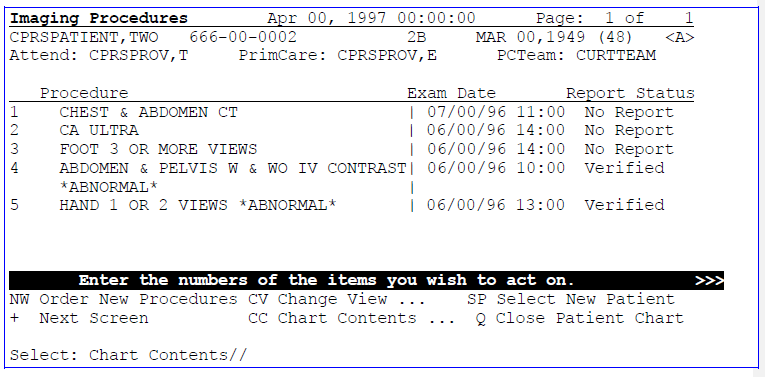 Imaging Procedures Apr 00, 1997 00:00:00 Page: 1 of 1
CPRSPATIENT,TWO 666-00-0002 2B MAR 00,1949 (48) <A>
Attend: CPRSPROV,T PrimCare: CPRSPROV,E PCTeam: CURTTEAM
Procedure Exam Date Report Status
1 CHEST & ABDOMEN CT | 07/00/96 11:00 No Report
2 CA ULTRA | 06/00/96 14:00 No Report
3 FOOT 3 OR MORE VIEWS | 06/00/96 14:00 No Report
4 ABDOMEN & PELVIS W & WO IV CONTRAST| 06/00/96 10:00 Verified
*ABNORMAL* |
5 HAND 1 OR 2 VIEWS *ABNORMAL* | 06/00/96 13:00 Verified
Enter the numbers of the items you wish to act on. >>>
NW Order New Procedures CV Change View ... SP Select New Patient
+ Next Screen CC Chart Contents ... Q Close Patient Chart
Select: Chart Contents//